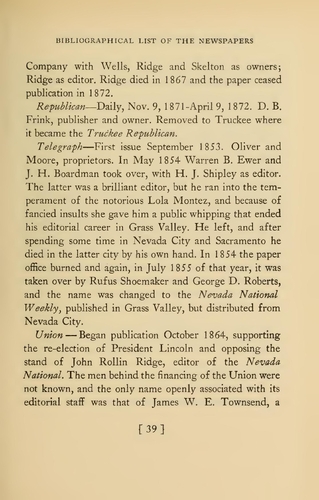 BIBLIOGRAPHICAL LIST OF THE NEWSPAPERS
Company with Wells, Ridge and Skelton as owners;
Ridge as editor. Ridge died in 1867 and the paper ceased
publication in 1872.
Republican—Daily, Nov. 9, 1871-April 9, 1872. D. B.
Frink, publisher and owner. Removed to Truckee where
it became the Truckee Republican.
Telegraph—First issue September 1853. Oliver and
Moore, proprietors. In May 1854 Warren B. Ewer and
J. H. Boardman took over, with H. J. Shipley as editor.
The latter was a brilliant editor, but he ran into the tem-
perament of the notorious Lola Montez, and because of
fancied insults she gave him a public whipping that ended
his editorial career in Grass Valley. He left, and after
spending some time in Nevada City and Sacramento he
died in the latter city by his own hand. In 1854 the paper
office burned and again, in July 1855 of that year, it was
taken over by Rufus Shoemaker and George D. Roberts,
and the name was changed to the Nevada National
Weekly, published in Grass Valley, but distributed from
Nevada City.
Union — Began publication October 1864, supporting
the re-election of President Lincoln and opposing the
stand of John Rollin Ridge, editor of the Nevada
National. The men behind the financing of the Union were
not known, and the only name openly associated with its
editorial staff was that of James W. E. Townsend, a
[ 39 ]